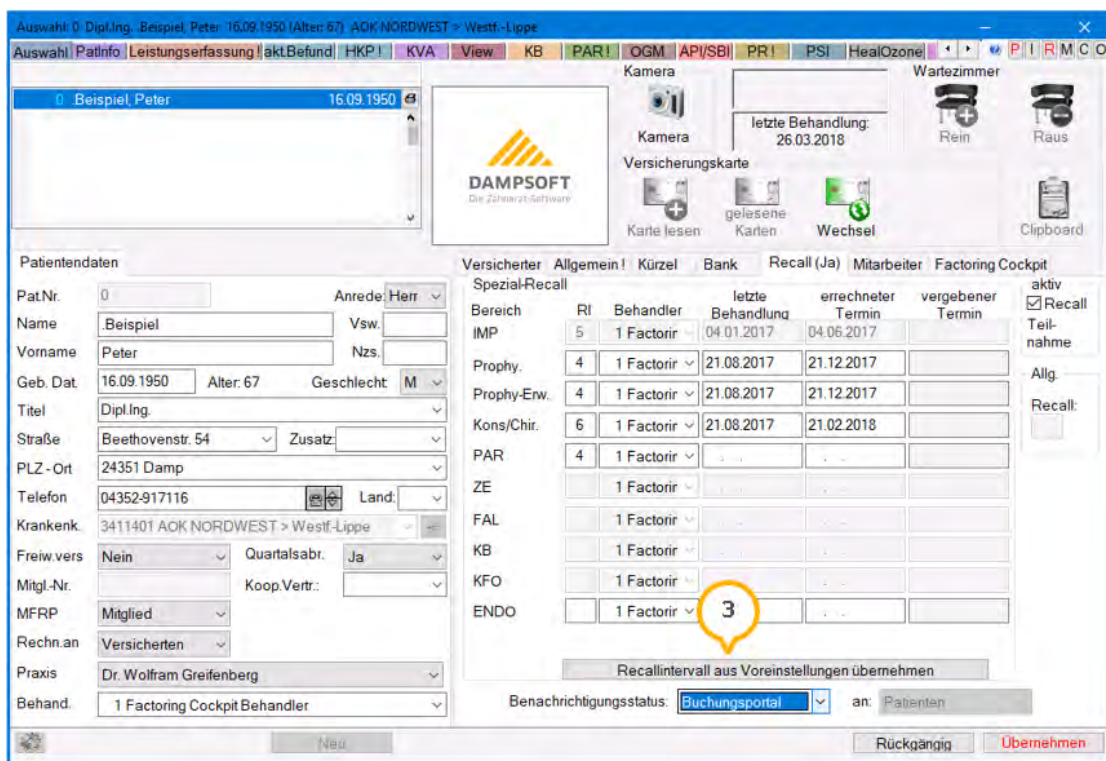 Auswahl: 0 Dipl.Ing. .Beispiel, Peter 16.09.1950 (Alter: 67) AOK NORDWEST > Westf.-Lippe
Auswahl PatInfo Leistungserfassung! akt.Befund HKP! KVA View KB PAR! OGM API/SBI PR! PSI HealOzone P I R M C O
0 .Beispiel, Peter 16.09.1950
DAMPSOFT
Die Zahnarzt-Software
Kamera
Kamera
letzte Behandlung:
26.03.2018
Wartezimmer
Rein Raus
Versicherungskarte
Karte lesen
gelesene
Karten
Wechsel
Clipboard
Patientendaten
Pat.Nr. 0 Anrede: Herr
Name .Beispiel Vsw.
Vorname Peter Nzs.
Geb. Dat. 16.09.1950 Alter: 67 Geschlecht: M
Titel Dipl.Ing.
Straße Beethovenstr. 54 Zusatz:
PLZ - Ort 24351 Damp
Telefon 04352-917116 Land:
Krankenk. 3411401 AOK NORDWEST > Westf.-Lippe
Freiw.vers Nein Quartalsabr. Ja
Mitgl.-Nr. Koop.Vertr.:
MFRP Mitglied
Rechn.an Versicherten
Praxis Dr. Wolfram Greifenberg
Behand. 1 Factoring Cockpit Behandler
Versicherter Allgemein! Kürzel Bank Recall (Ja) Mitarbeiter Factoring Cockpit
Spezial-Recall
Bereich RI Behandler letzte Behandlung errechneter Termin vergebener Termin
IMP 5 1 Factorir 04.01.2017 04.06.2017
Prophy. 4 1 Factorir 21.08.2017 21.12.2017
Prophy-Erw. 4 1 Factorir 21.08.2017 21.12.2017
Kons/Chir. 6 1 Factorir 21.08.2017 21.02.2018
PAR 4 1 Factorir . . . .
ZE 1 Factorir . . . .
FAL 1 Factorir . . . .
KB 1 Factorir . . . .
KFO 1 Factorir . . . .
ENDO 1 Factorir 3 . .
aktiv
Recall
Teil-
nahme
Allg.
Recall:
Recallintervall aus Voreinstellungen übernehmen
Benachrichtigungsstatus: Buchungsportal an: Patienten
Neu Rückgängig Übernehmen